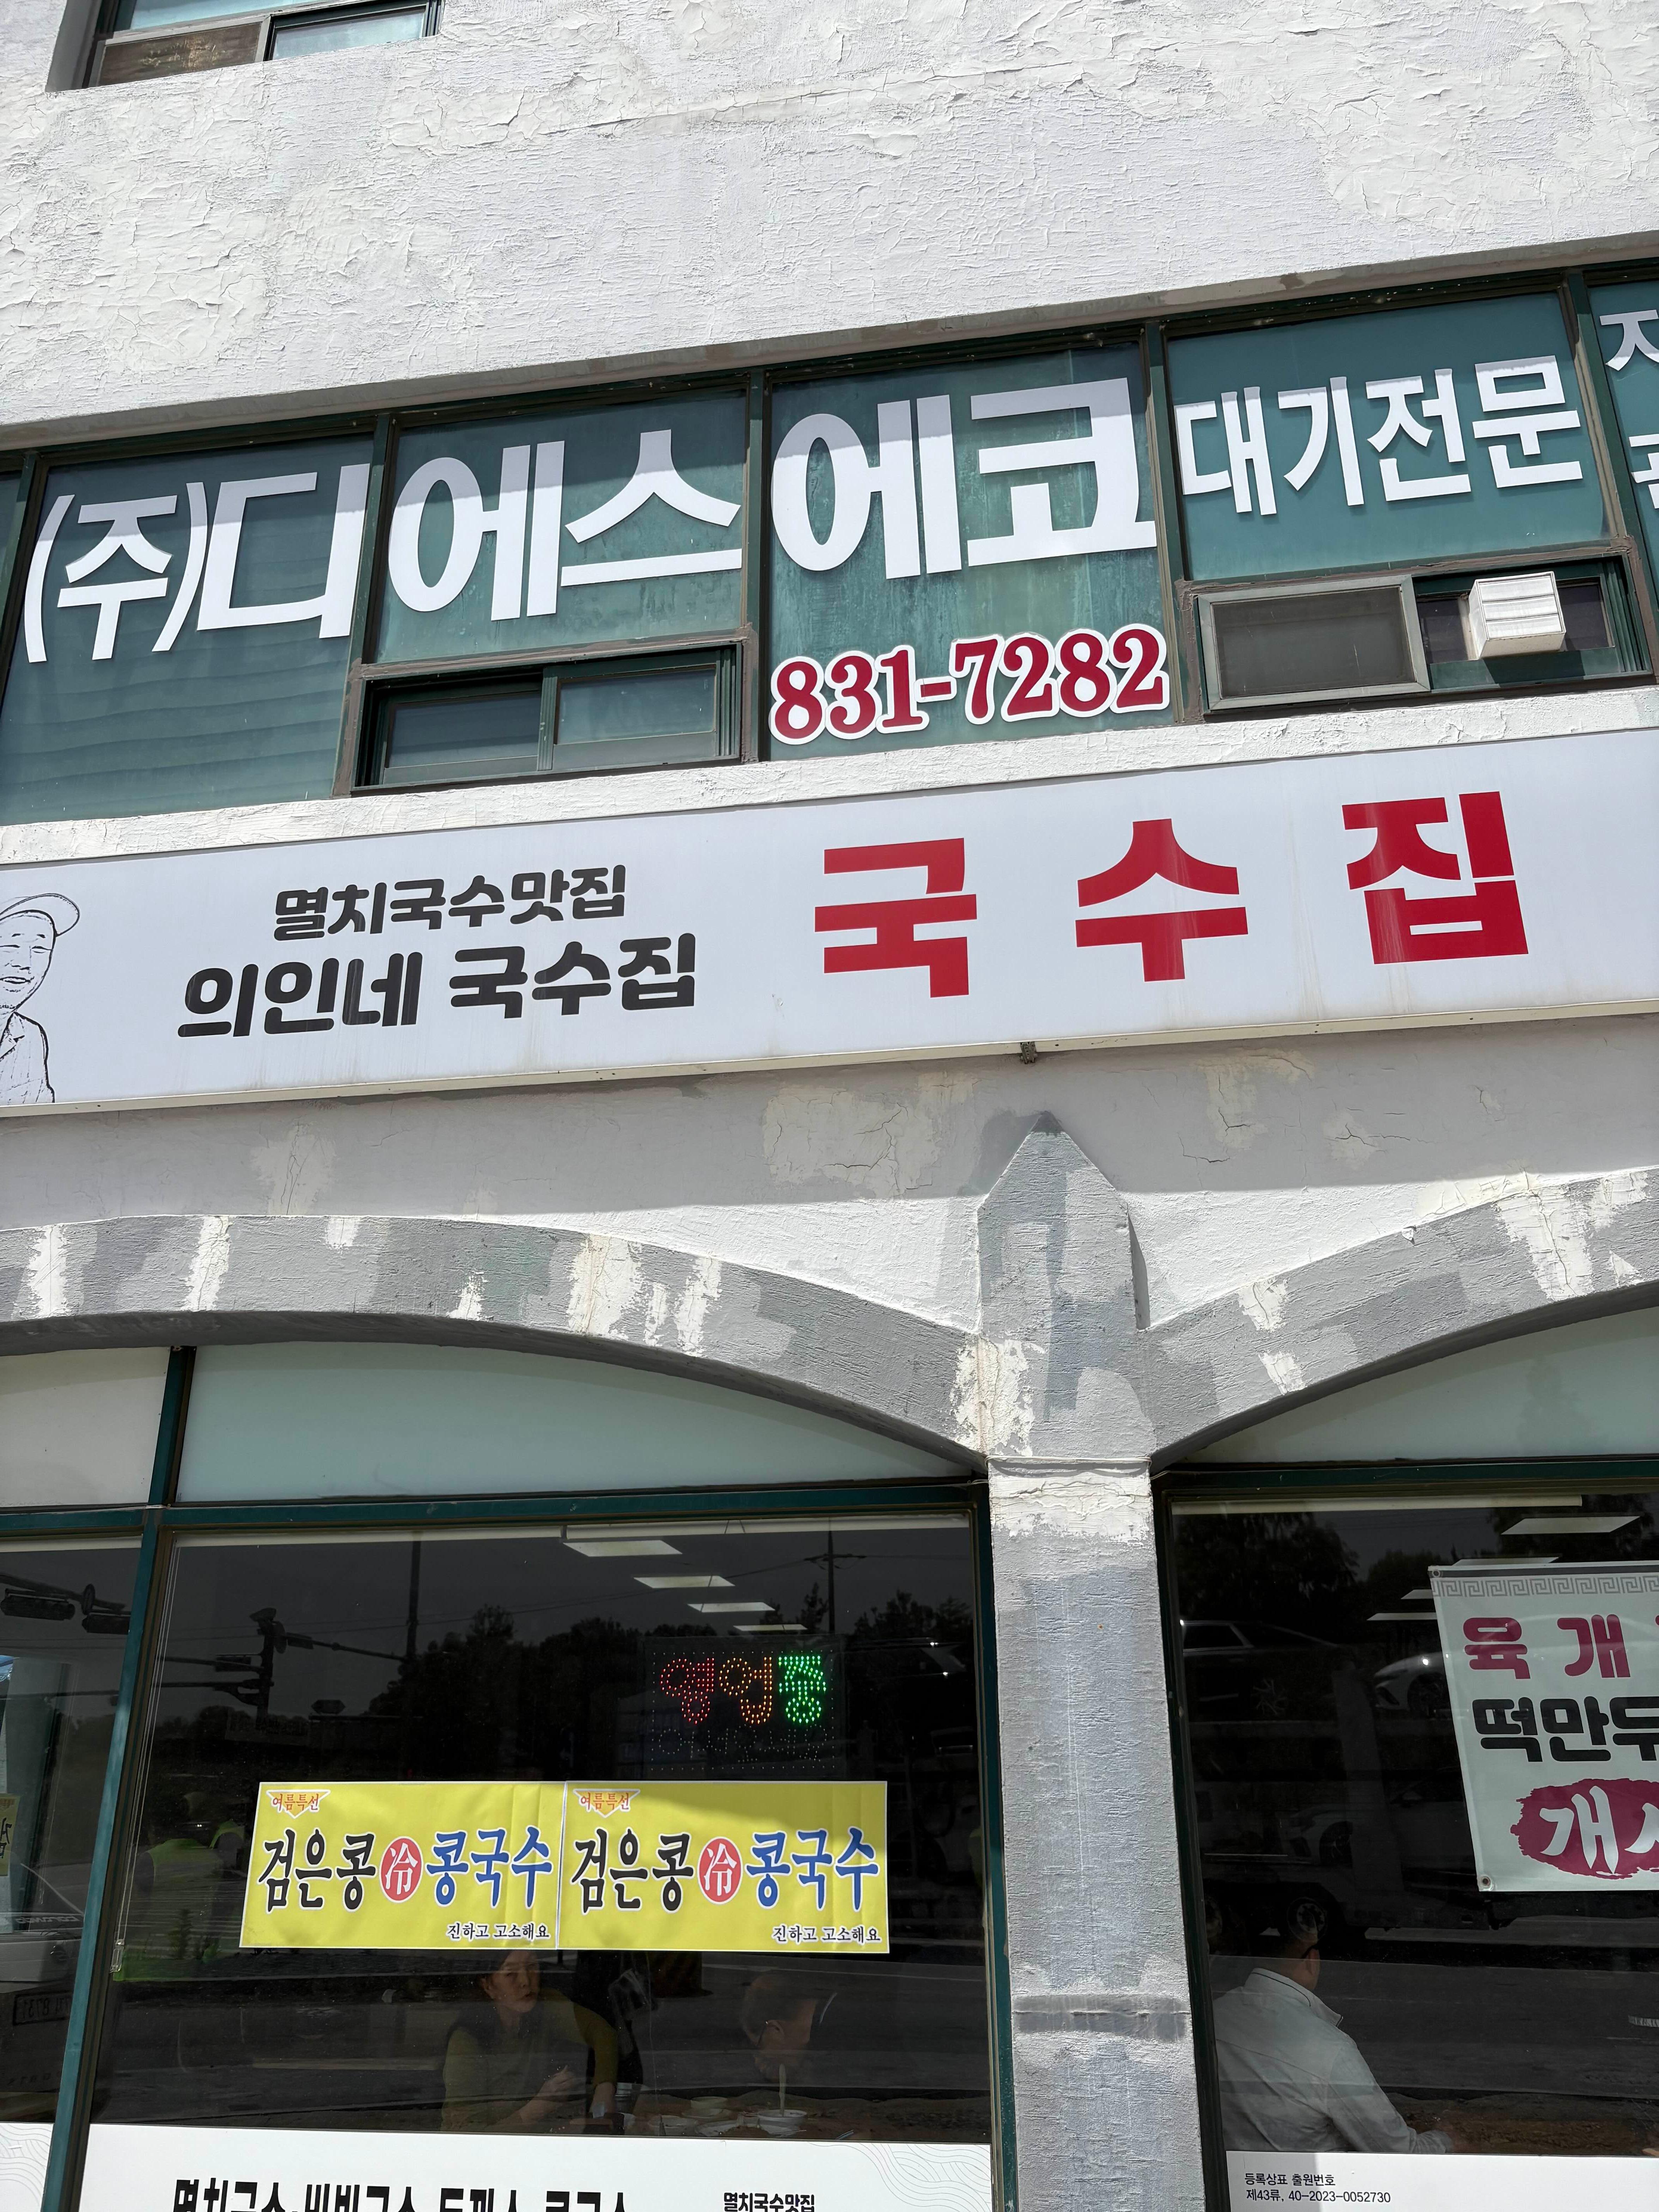 (주)디에스에코 대기전문
831-7282
멸치국수맛집
의인네 국수집
국수집
영업중
여름특선
검은콩 冷 콩국수
진하고 고소해요
여름특선
검은콩 冷 콩국수
진하고 고소해요
육개
떡만두
개시
멸치국수맛집
등록상표 출원번호
제43류, 40-2023-0052730